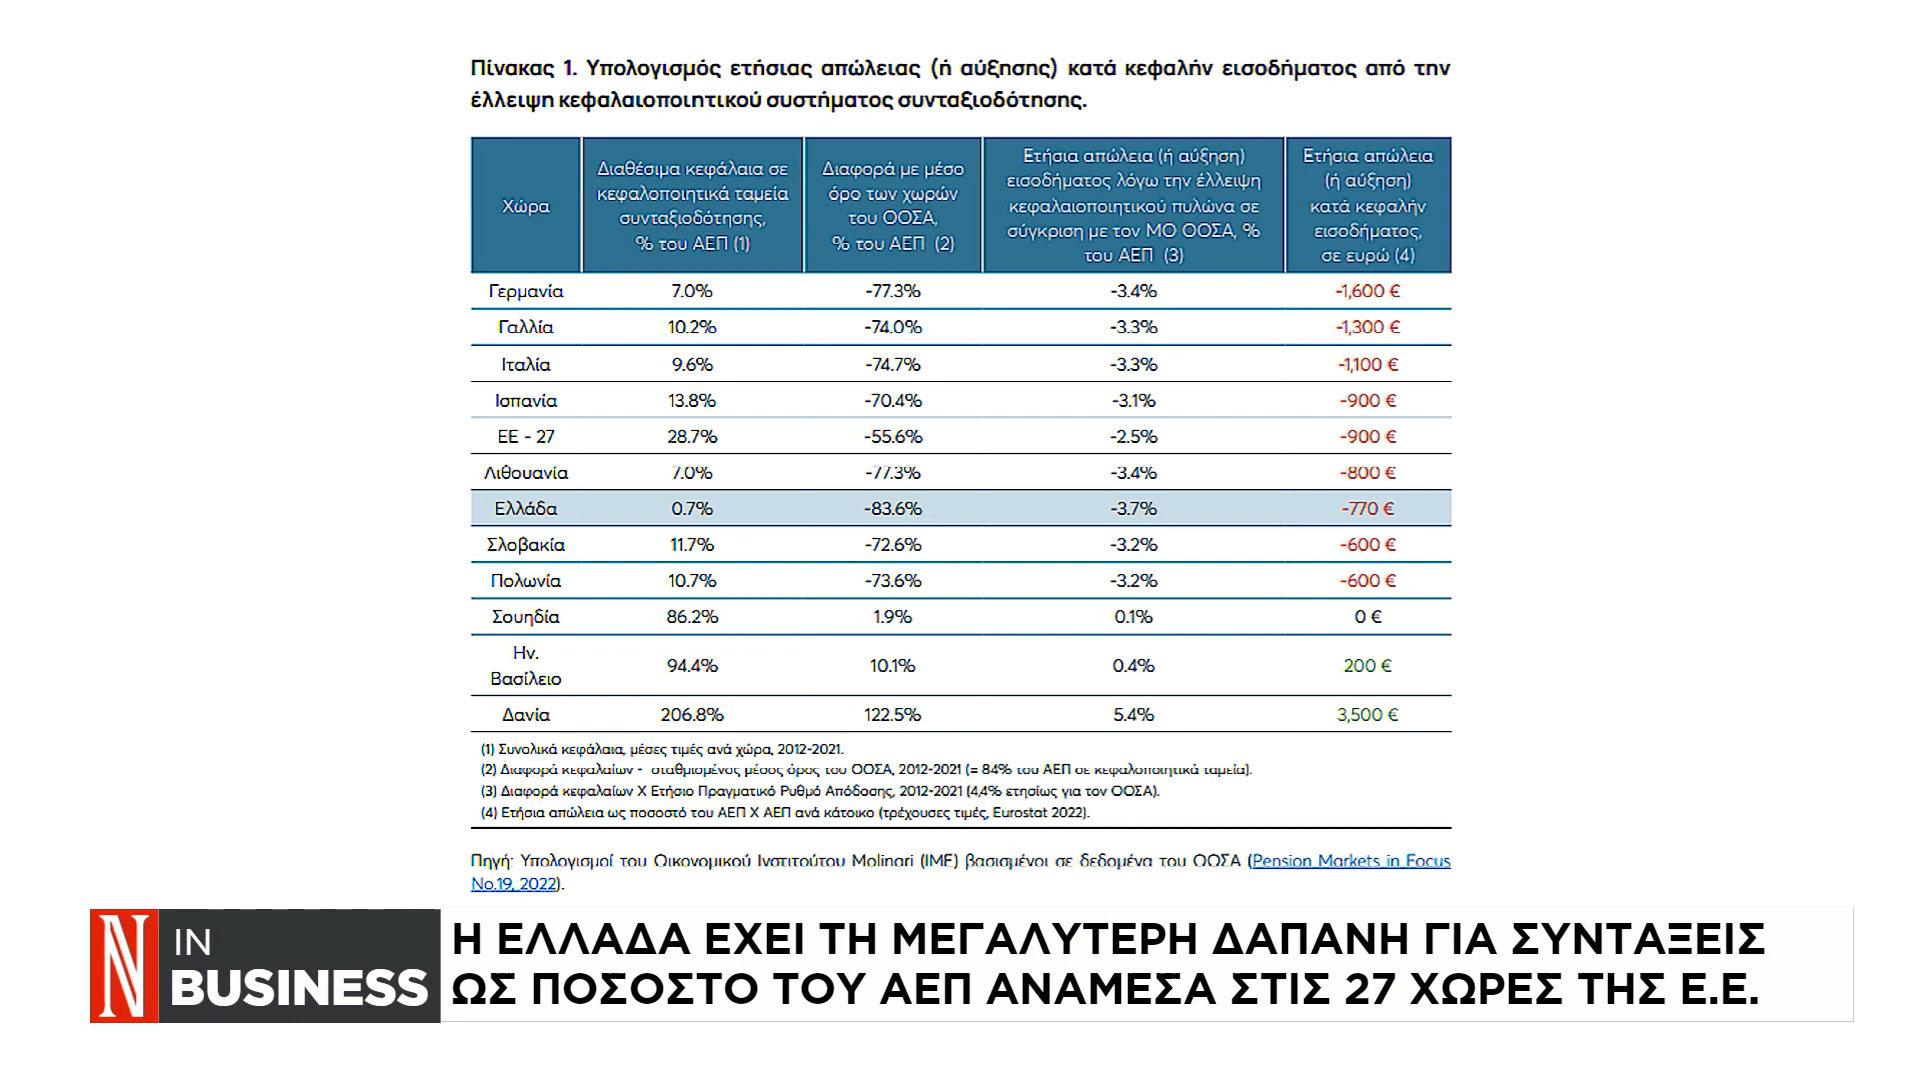 Πίνακας 1. Υπολογισμός ετήσιας απώλειας (ή αύξησης) κατά κεφαλήν εισοδήματος από την
έλλειψη κεφαλαιοποιητικού συστήματος συνταξιοδότησης.
Χώρα
Διαθέσιμα κεφάλαια σε
κεφαλοποιητικά ταμεία
συνταξιοδότησης,
% του ΑΕΠ (1)
Διαφορά με μέσο
όρο των χωρών
του ΟΟΣΑ,
% του ΑΕΠ (2)
Ετήσια απώλεια (ή αύξηση)
εισοδήματος λόγω την έλλειψη
κεφαλαιοποιητικού πυλώνα σε
σύγκριση με τον ΜΟ ΟΟΣΑ, %
του ΑΕΠ (3)
Ετήσια απώλεια
(ή αύξηση)
κατά κεφαλήν
εισοδήματος,
σε ευρώ (4)
Γερμανία 7.0% -77.3% -3.4% -1,600 €
Γαλλία 10.2% -74.0% -3.3% -1,300 €
Ιταλία 9.6% -74.7% -3.3% -1,100 €
Ισπανία 13.8% -70.4% -3.1% -900 €
ΕΕ - 27 28.7% -55.6% -2.5% -900 €
Λιθουανία 7.0% -77.3% -3.4% -800 €
Ελλάδα 0.7% -83.6% -3.7% -770 €
Σλοβακία 11.7% -72.6% -3.2% -600 €
Πολωνία 10.7% -73.6% -3.2% -600 €
Σουηδία 86.2% 1.9% 0.1% 0 €
Ην.
Βασίλειο 94.4% 10.1% 0.4% 200 €
Δανία 206.8% 122.5% 5.4% 3,500 €
(1) Συνολικά κεφάλαια, μέσες τιμές ανά χώρα, 2012-2021.
(2) Διαφορά κεφαλαίων - σταθμισμένος μέσος όρος του ΟΟΣΑ, 2012-2021 (= 84% του ΑΕΠ σε κεφαλοποιητικά ταμεία).
(3) Διαφορά κεφαλαίων Χ Ετήσιο Πραγματικό Ρυθμό Απόδοσης, 2012-2021 (4,4% ετησίως για τον ΟΟΣΑ).
(4) Ετήσια απώλεια ως ποσοστό του ΑΕΠ Χ ΑΕΠ ανά κάτοικο (τρέχουσες τιμές, Eurostat 2022).
Πηγή: Υπολογισμοί του Οικονομικού Ινστιτούτου Molinari (IME) βασισμένοι σε δεδομένα του ΟΟΣΑ (Pension Markets in Focus
No.19, 2022).
N IN
BUSINESS
Η ΕΛΛΑΔΑ ΕΧΕΙ ΤΗ ΜΕΓΑΛΥΤΕΡΗ ΔΑΠΑΝΗ ΓΙΑ ΣΥΝΤΑΞΕΙΣ
ΩΣ ΠΟΣΟΣΤΟ ΤΟΥ ΑΕΠ ΑΝΑΜΕΣΑ ΣΤΙΣ 27 ΧΩΡΕΣ ΤΗΣ Ε.Ε.